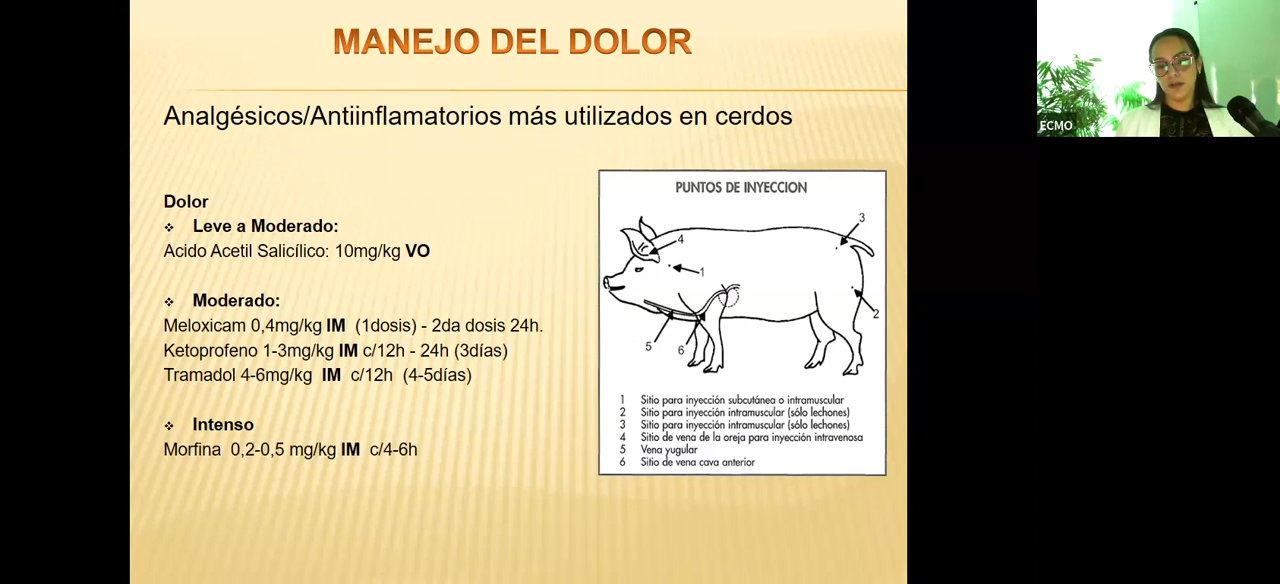 MANEJO DEL DOLOR
Analgésicos/Antiinflamatorios más utilizados en cerdos
Dolor
❖ Leve a Moderado:
Acido Acetil Salicílico: 10mg/kg VO
❖ Moderado:
Meloxicam 0,4mg/kg IM (1dosis) - 2da dosis 24h.
Ketoprofeno 1-3mg/kg IM c/12h - 24h (3días)
Tramadol 4-6mg/kg IM c/12h (4-5días)
❖ Intenso
Morfina 0,2-0,5 mg/kg IM c/4-6h
PUNTOS DE INYECCION
3
4
1
2
5
6
1 Sitio para inyección subcutánea o intramuscular
2 Sitio para inyección intramuscular (sólo lechones)
3 Sitio para inyección intramuscular (sólo lechones)
4 Sitio de vena de la oreja para inyección intravenosa
5 Vena yugular
6 Sitio de vena cava anterior
ECMO